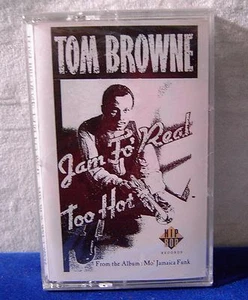 TOM BROWNE
Jam Fo' Real
Too Hot
From the Album : Mo' Jamaica Funk
HIP
BOP
RECORDS